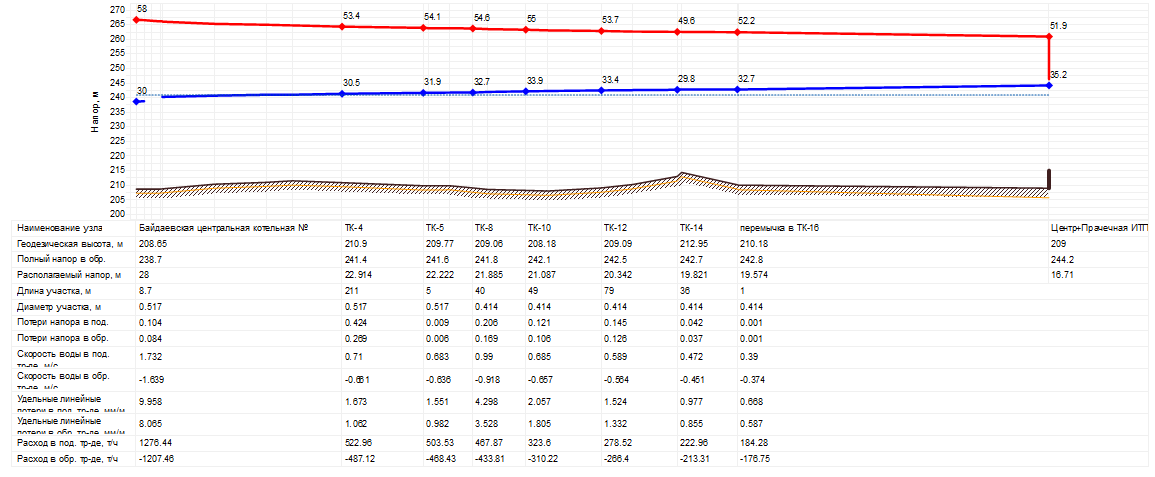 270
265
260
255
250
245
240
235
230
225
220
215
210
205
200
Напор, м
58 53.4 54.1 54.6 55 53.7 49.6 52.2 51.9
30 30.5 31.9 32.7 33.9 33.4 29.8 32.7 35.2
Наименование узла Байдаевская центральная котельная № ТК-4 ТК-5 ТК-8 ТК-10 ТК-12 ТК-14 перемычка в ТК-16 Центр+Прачечная ИТП
Геодезическая высота, м 208.65 210.9 209.77 209.06 208.18 209.09 212.95 210.18 209
Полный напор в обр. 238.7 241.4 241.6 241.8 242.1 242.5 242.7 242.8 244.2
Располагаемый напор, м 28 22.914 22.222 21.885 21.087 20.342 19.821 19.574 16.71
Длина участка, м 8.7 211 5 40 49 79 36 1
Диаметр участка, м 0.517 0.517 0.517 0.414 0.414 0.414 0.414 0.414
Потери напора в под. 0.104 0.424 0.009 0.206 0.121 0.145 0.042 0.001
Потери напора в обр. 0.084 0.269 0.006 0.169 0.106 0.126 0.037 0.001
Скорость воды в под. 1.732 0.71 0.683 0.99 0.685 0.589 0.472 0.39
тр-де, м/с
Скорость воды в обр. -1.639 -0.661 -0.636 -0.918 -0.657 -0.564 -0.451 -0.374
тр-де, м/с
Удельные линейные 9.958 1.673 1.551 4.298 2.057 1.524 0.977 0.668
потери в под. тр-де, мм/м
Удельные линейные 8.065 1.062 0.982 3.528 1.805 1.332 0.855 0.587
потери в обр. тр-де, мм/м
Расход в под. тр-де, т/ч 1276.44 522.96 503.53 467.87 323.6 278.52 222.96 184.28
Расход в обр. тр-де, т/ч -1207.46 -487.12 -468.43 -433.81 -310.22 -266.4 -213.31 -176.75